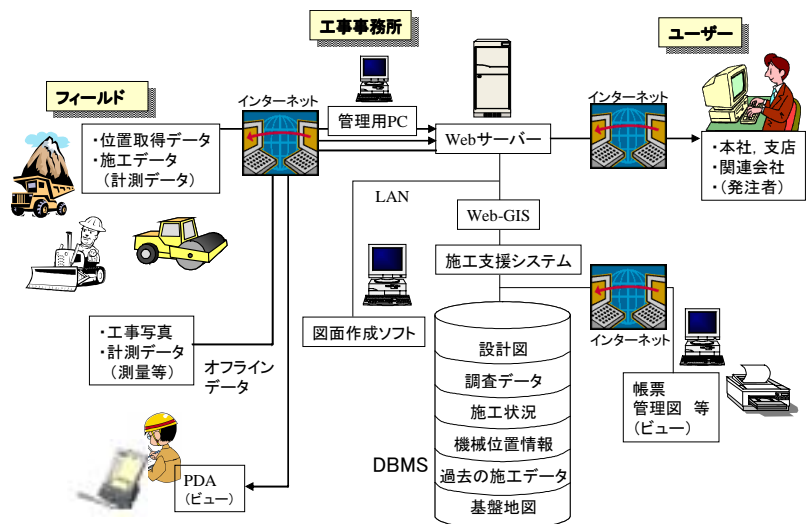 工事事務所
ユーザー
フィールド
インターネット
管理用PC
Webサーバー
インターネット
・位置取得データ
・施工データ
(計測データ)
・本社，支店
・関連会社
・(発注者)
LAN
Web-GIS
施工支援システム
図面作成ソフト
インターネット
・工事写真
・計測データ
(測量等)
オフライン
データ
設計図
調査データ
施工状況
機械位置情報
過去の施工データ
基盤地図
DBMS
帳票
管理図 等
(ビュー)
PDA
(ビュー)